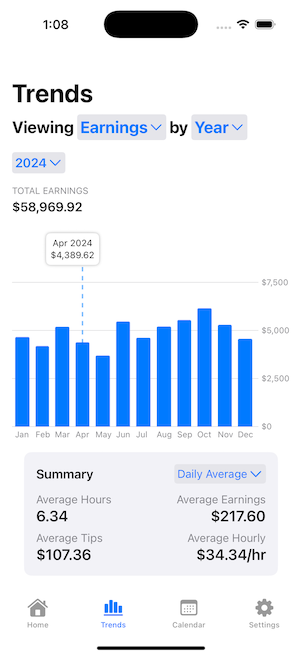 1:08
Trends
Viewing Earnings by Year
2024
TOTAL EARNINGS
$58,969.92
Apr 2024
$4,389.62
$7,500
$5,000
$2,500
$0
Jan Feb Mar Apr May Jun Jul Aug Sep Oct Nov Dec
Summary Daily Average
Average Hours Average Earnings
6.34 $217.60
Average Tips Average Hourly
$107.36 $34.34/hr
Home Trends Calendar Settings